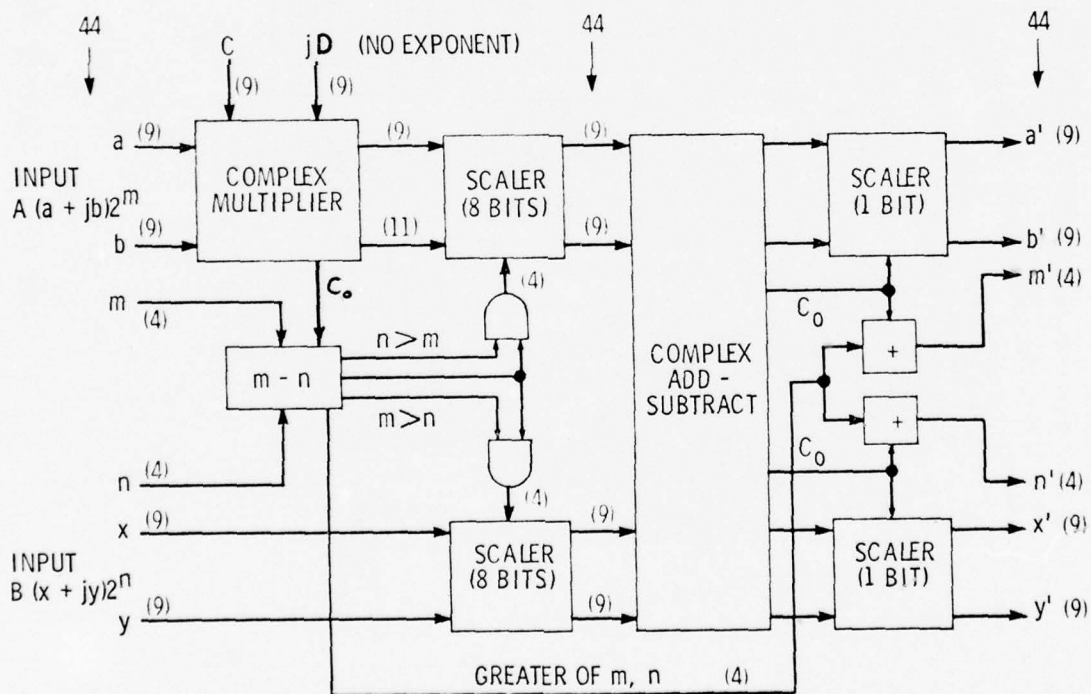 44
44
44
C
jD (NO EXPONENT)
(9)
(9)
a (9)
(9)
(9)
a' (9)
INPUT
A (a + jb)2^m
COMPLEX
MULTIPLIER
SCALER
(8 BITS)
SCALER
(1 BIT)
b (9)
(11)
(9)
b' (9)
C₀
(4)
m
(4)
m' (4)
C₀
n > m
+
m - n
COMPLEX
ADD -
SUBTRACT
m > n
+
C₀
n (4)
(4)
n' (4)
x (9)
(9)
x' (9)
INPUT
B (x + jy)2^n
SCALER
(8 BITS)
SCALER
(1 BIT)
y (9)
(9)
y' (9)
GREATER OF m, n (4)